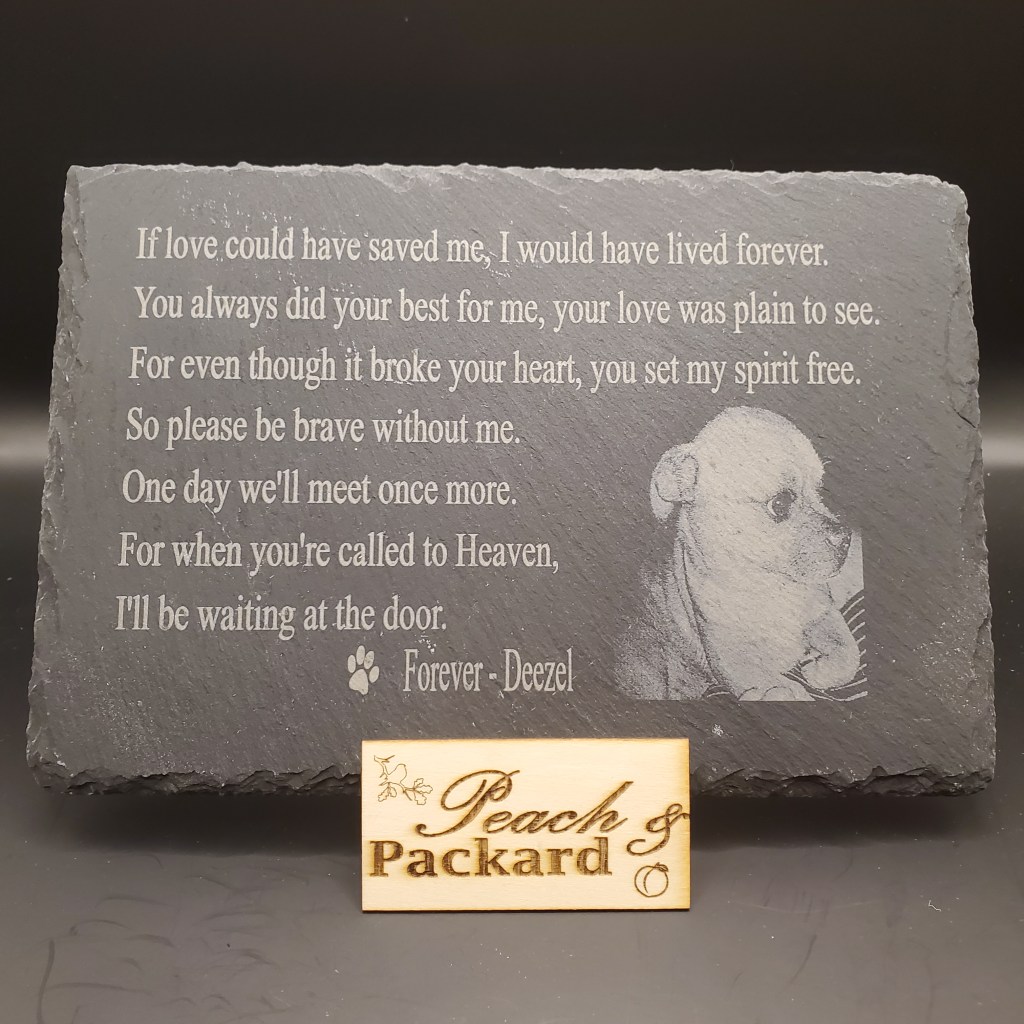 If love could have saved me, I would have lived forever.
You always did your best for me, your love was plain to see.
For even though it broke your heart, you set my spirit free.
So please be brave without me.
One day we'll meet once more.
For when you're called to Heaven,
I'll be waiting at the door.
Forever - Deezel
Peach &
Packard